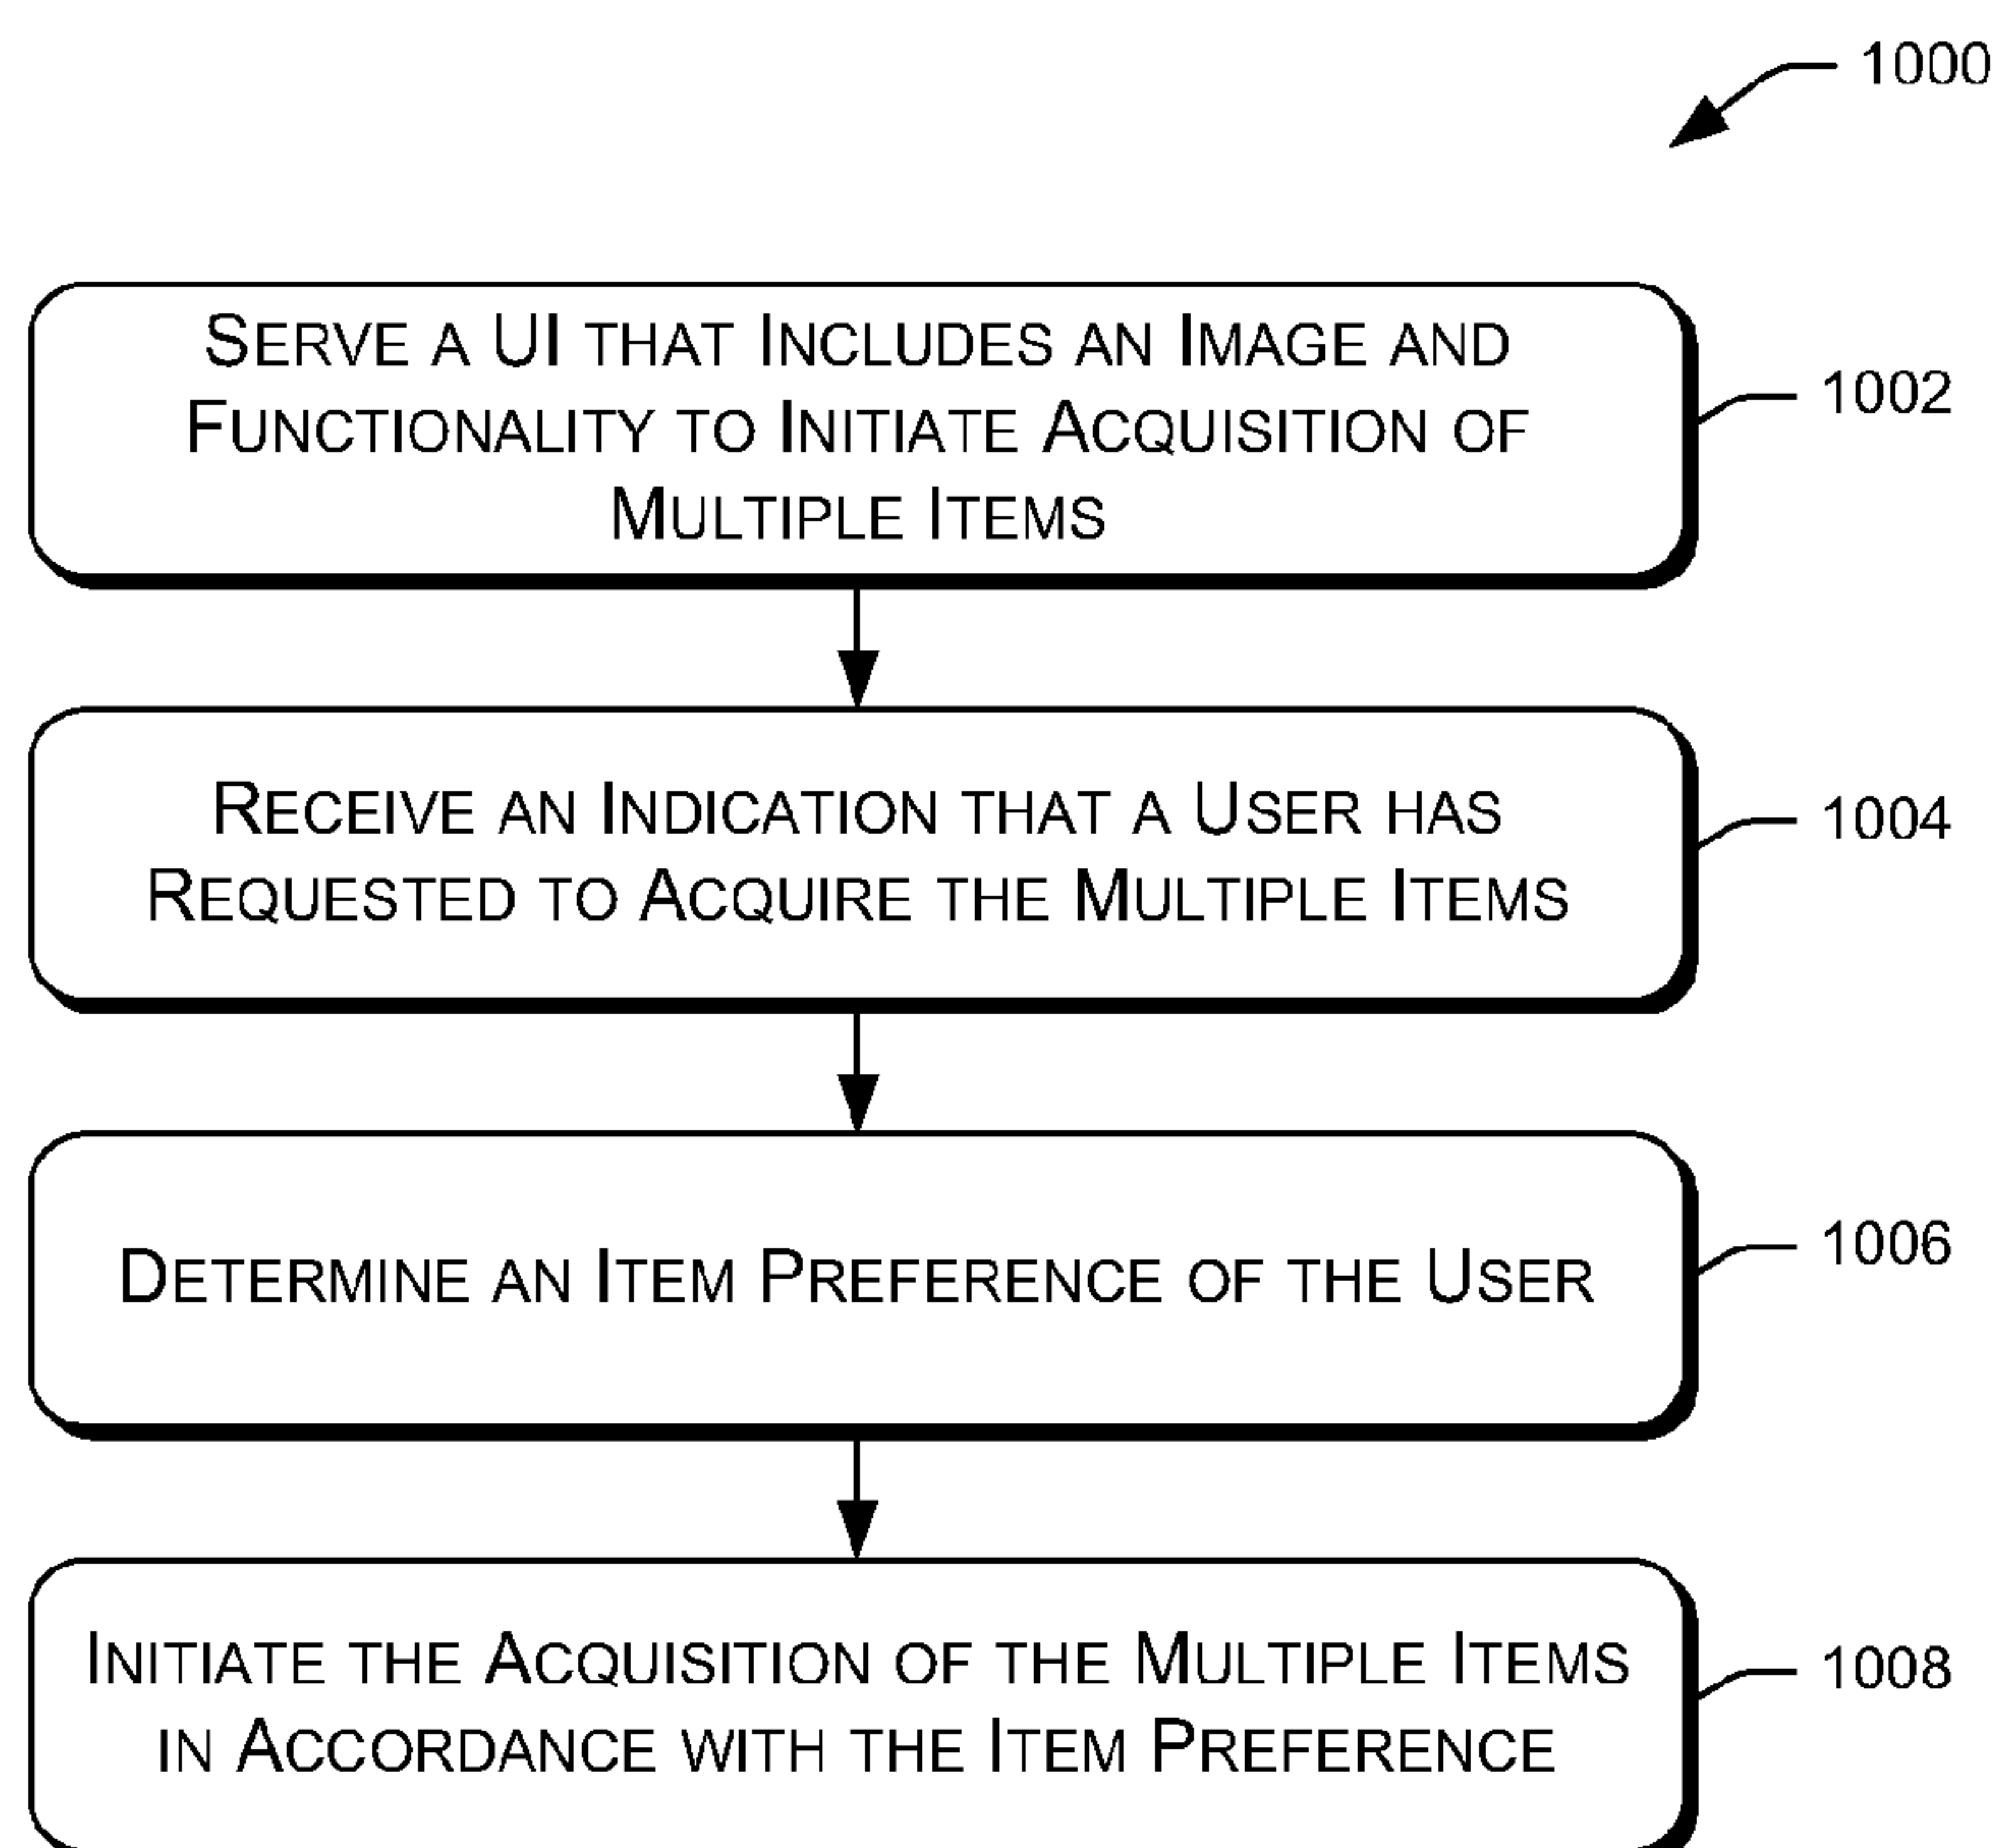 1000
Serve a UI that Includes an Image and
Functionality to Initiate Acquisition of
Multiple Items
1002
Receive an Indication that a User has
Requested to Acquire the Multiple Items
1004
Determine an Item Preference of the User
1006
Initiate the Acquisition of the Multiple Items
in Accordance with the Item Preference
1008